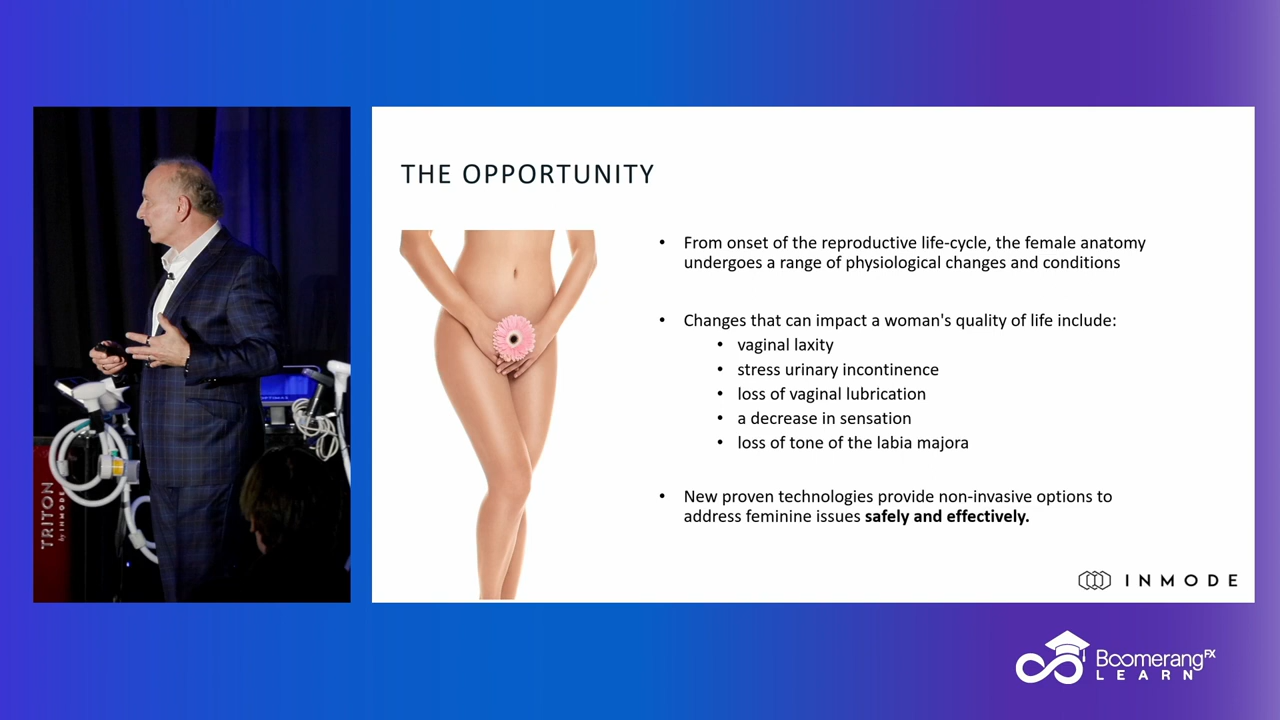 THE OPPORTUNITY
• From onset of the reproductive life-cycle, the female anatomy
undergoes a range of physiological changes and conditions
• Changes that can impact a woman's quality of life include:
• vaginal laxity
• stress urinary incontinence
• loss of vaginal lubrication
• a decrease in sensation
• loss of tone of the labia majora
• New proven technologies provide non-invasive options to
address feminine issues safely and effectively.
INMODE
TRITON
by INMODE
BoomerangFX
LEARN